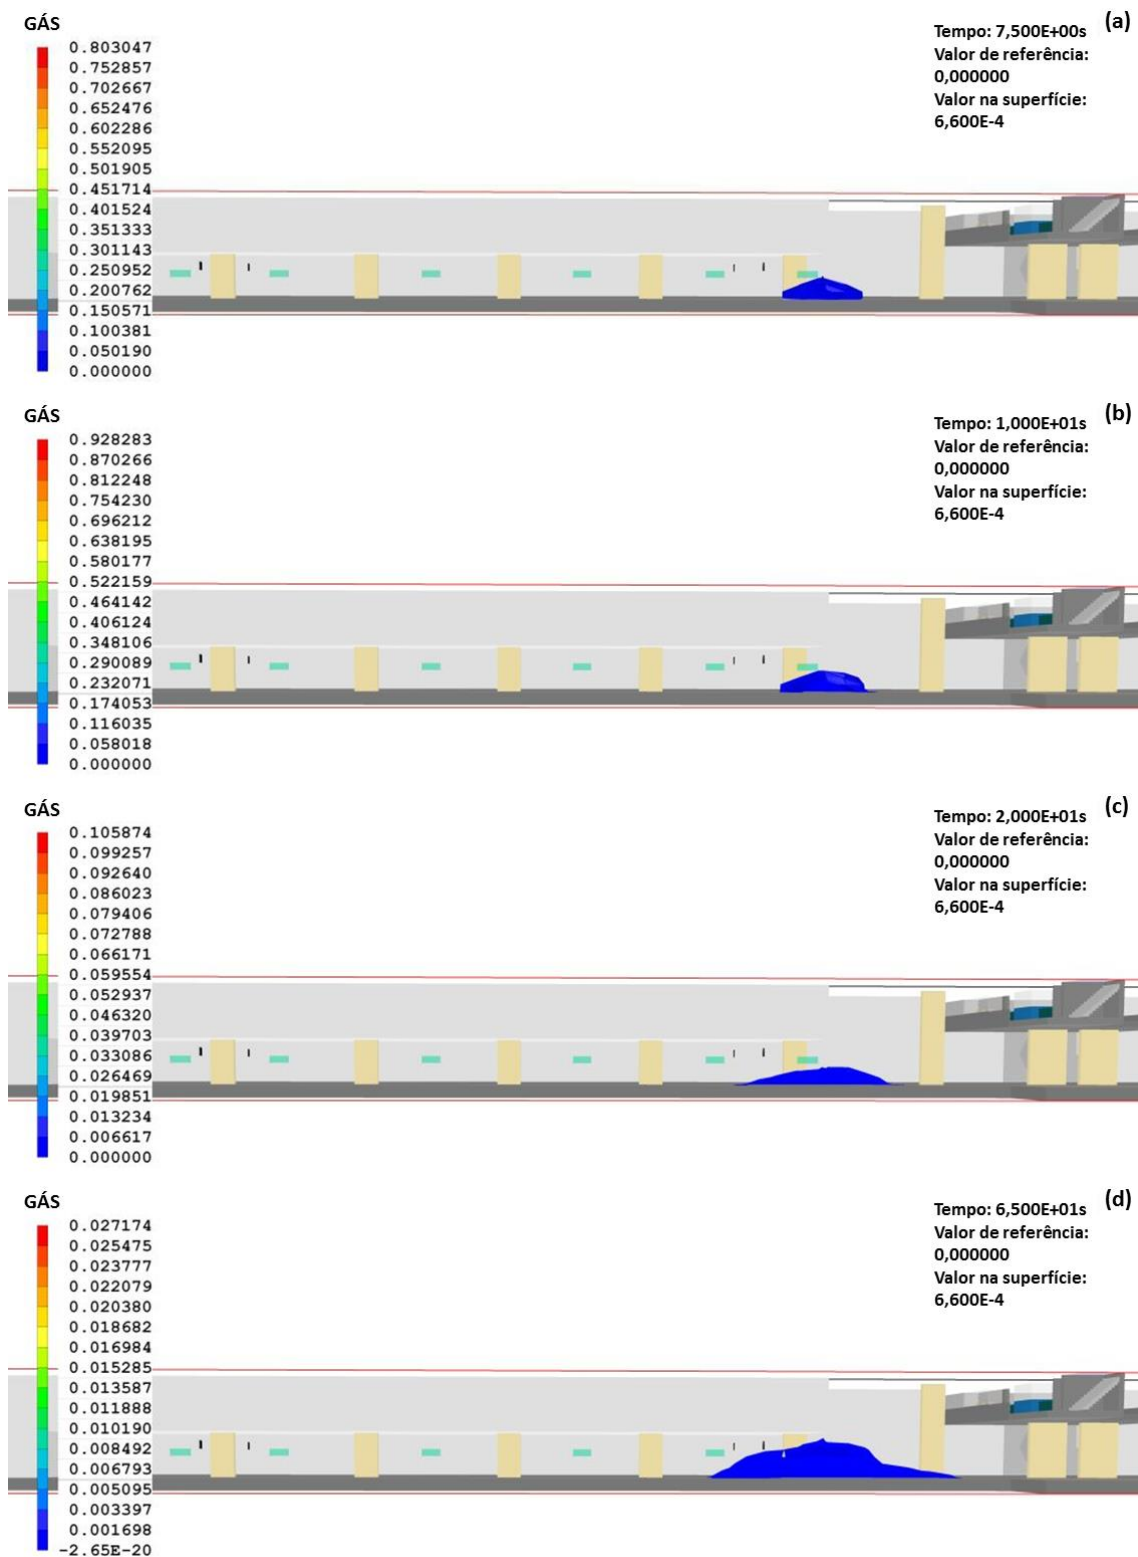 GÁS
0.803047
0.752857
0.702667
0.652476
0.602286
0.552095
0.501905
0.451714
0.401524
0.351333
0.301143
0.250952
0.200762
0.150571
0.100381
0.050190
0.000000
(a)
Tempo: 7,500E+00s
Valor de referência:
0,000000
Valor na superfície:
6,600E-4
GÁS
0.928283
0.870266
0.812248
0.754230
0.696212
0.638195
0.580177
0.522159
0.464142
0.406124
0.348106
0.290089
0.232071
0.174053
0.116035
0.058018
0.000000
(b)
Tempo: 1,000E+01s
Valor de referência:
0,000000
Valor na superfície:
6,600E-4
GÁS
0.105874
0.099257
0.092640
0.086023
0.079406
0.072788
0.066171
0.059554
0.052937
0.046320
0.039703
0.033086
0.026469
0.019851
0.013234
0.006617
0.000000
(c)
Tempo: 2,000E+01s
Valor de referência:
0,000000
Valor na superfície:
6,600E-4
GÁS
0.027174
0.025475
0.023777
0.022079
0.020380
0.018682
0.016984
0.015285
0.013587
0.011888
0.010190
0.008492
0.006793
0.005095
0.003397
0.001698
-2.65E-20
(d)
Tempo: 6,500E+01s
Valor de referência:
0,000000
Valor na superfície:
6,600E-4